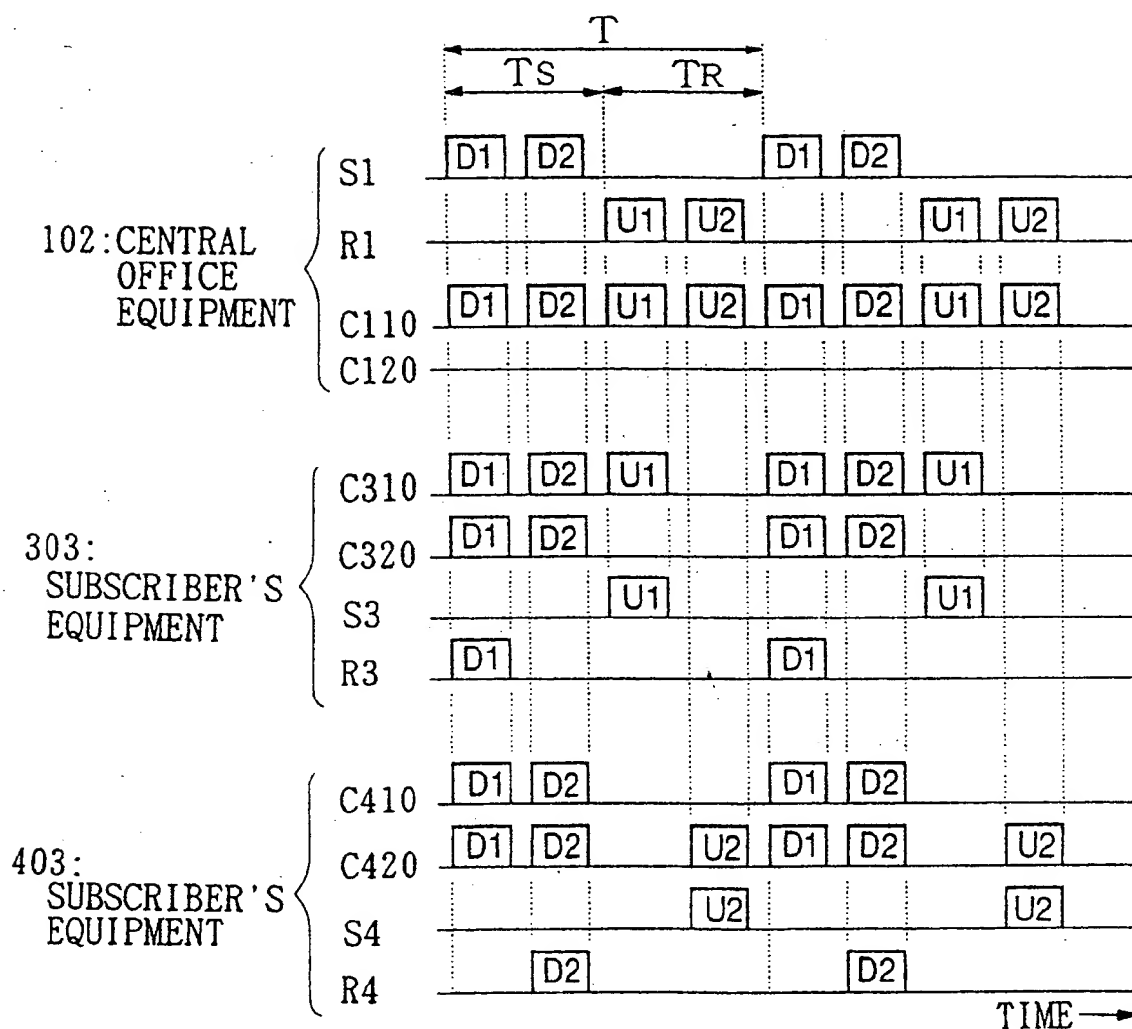 T
TS TR
102:CENTRAL
OFFICE
EQUIPMENT
S1 D1 D2 D1 D2
R1 U1 U2 U1 U2
C110 D1 D2 U1 U2 D1 D2 U1 U2
C120
303:
SUBSCRIBER'S
EQUIPMENT
C310 D1 D2 U1 D1 D2 U1
C320 D1 D2 D1 D2
S3 U1 U1
R3 D1 D1
403:
SUBSCRIBER'S
EQUIPMENT
C410 D1 D2 D1 D2
C420 D1 D2 U2 D1 D2 U2
S4 U2 U2
R4 D2 D2
TIME